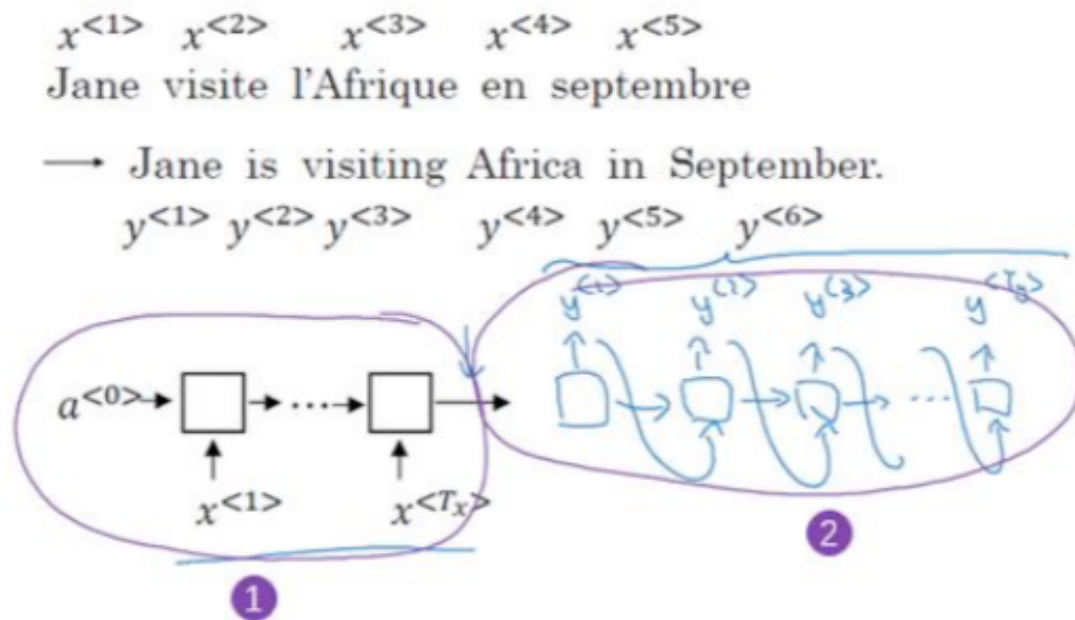 x<1> x<2> x<3> x<4> x<5>
Jane visite l'Afrique en septembre
→ Jane is visiting Africa in September.
y<1> y<2> y<3> y<4> y<5> y<6>
y<1> y<2> y<3> y<Ty>
a<0> → → ... → → → → ...
x<1> x<Tx>
1 2